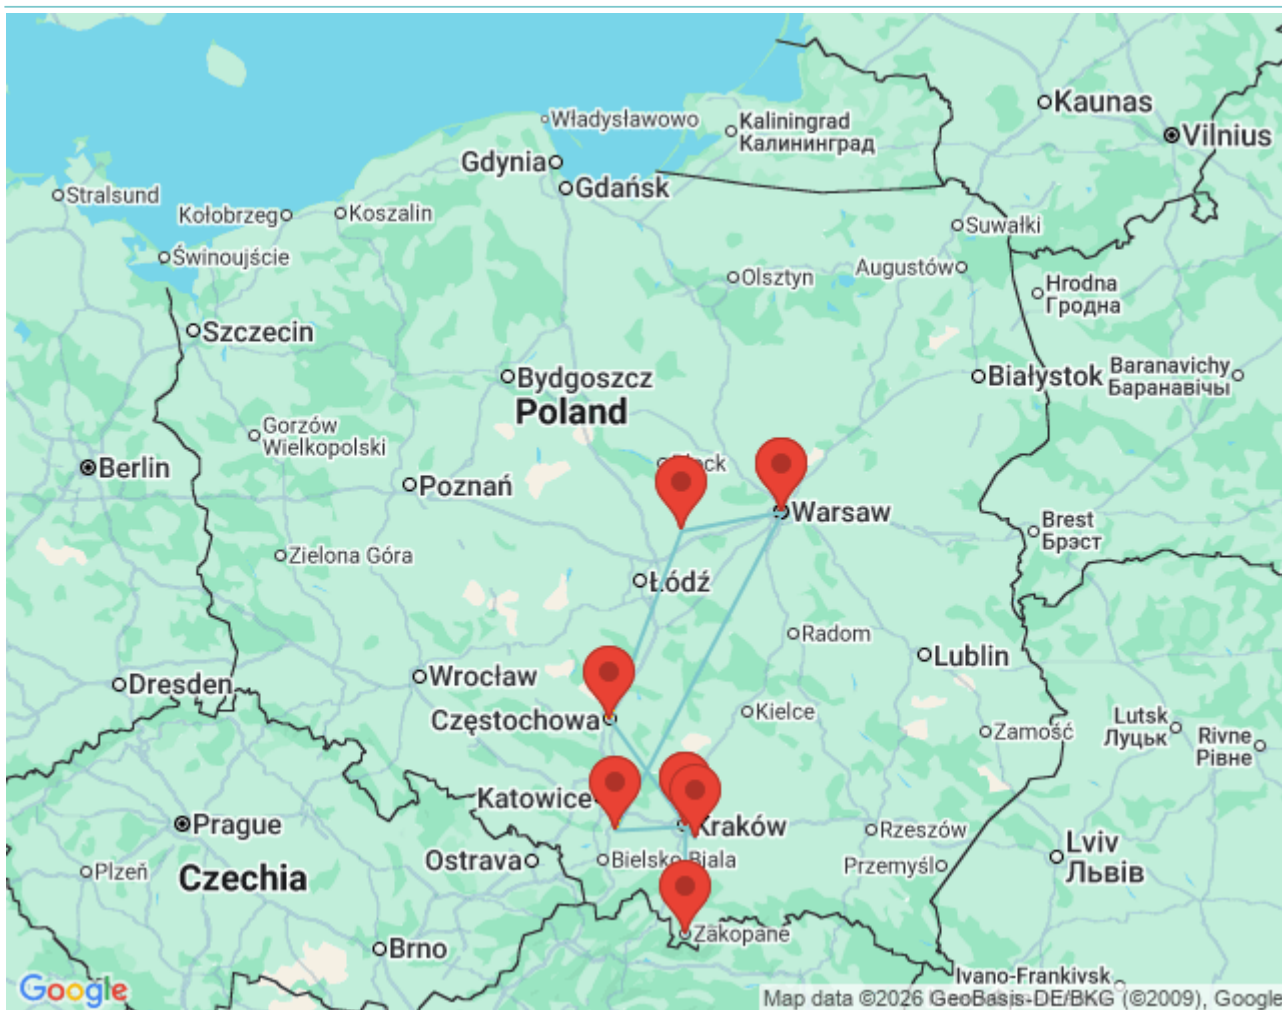 Kaunas
Vilnius
Władysławowo
Kaliningrad
Калининград
Gdynia
Gdańsk
Stralsund
Kołobrzeg
Koszalin
Suwałki
Świnoujście
Augustów
Olsztyn
Hrodna
Гродна
Szczecin
Bydgoszcz
Białystok
Baranavichy
Баранавічы
Poland
Gorzów
Wielkopolski
Berlin
Poznań
Warsaw
Brest
Брэст
Zielona Góra
Łódź
Radom
Lublin
Wrocław
Dresden
Częstochowa
Kielce
Zamość
Lutsk
Луцьк
Rivne
Рівне
Katowice
Prague
Kraków
Rzeszów
Lviv
Львів
Ostrava
Bielsko-Biala
Przemyśl
Plzeň
Czechia
Zakopane
Brno
Ivano-Frankivsk
Google
Map data ©2026 GeoBasis-DE/BKG (©2009), Google